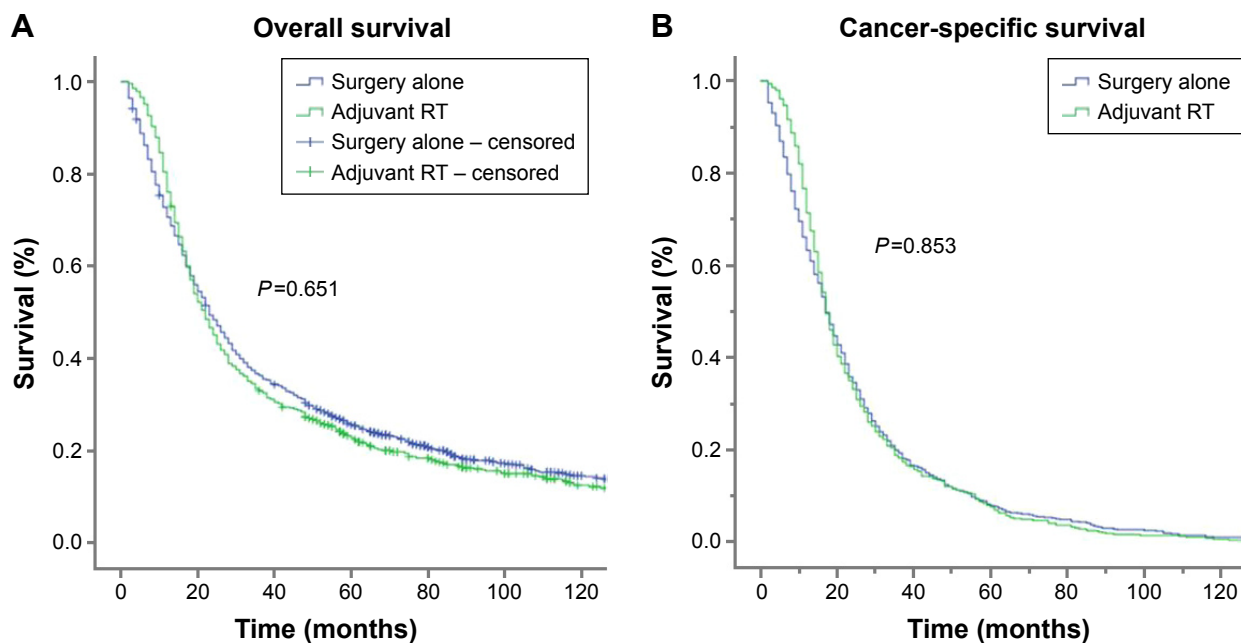 A
Overall survival
Surgery alone
Adjuvant RT
Surgery alone – censored
Adjuvant RT – censored
P=0.651
Survival (%)
1.0
0.8
0.6
0.4
0.2
0.0
0 20 40 60 80 100 120
Time (months)
B
Cancer-specific survival
Surgery alone
Adjuvant RT
P=0.853
Survival (%)
1.0
0.8
0.6
0.4
0.2
0.0
0 20 40 60 80 100 120
Time (months)